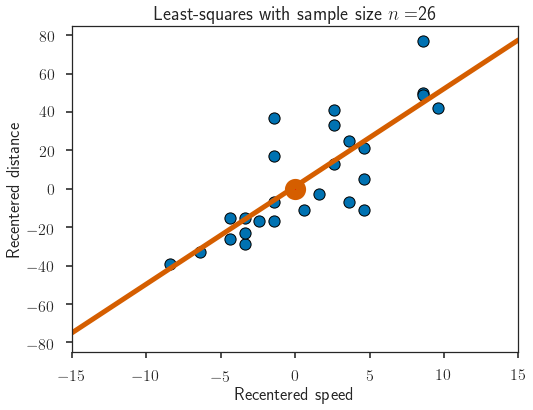 Least-squares with sample size n =26
80
60
40
20
0
−20
−40
−60
−80
Recentered distance
−15 −10 −5 0 5 10 15
Recentered speed